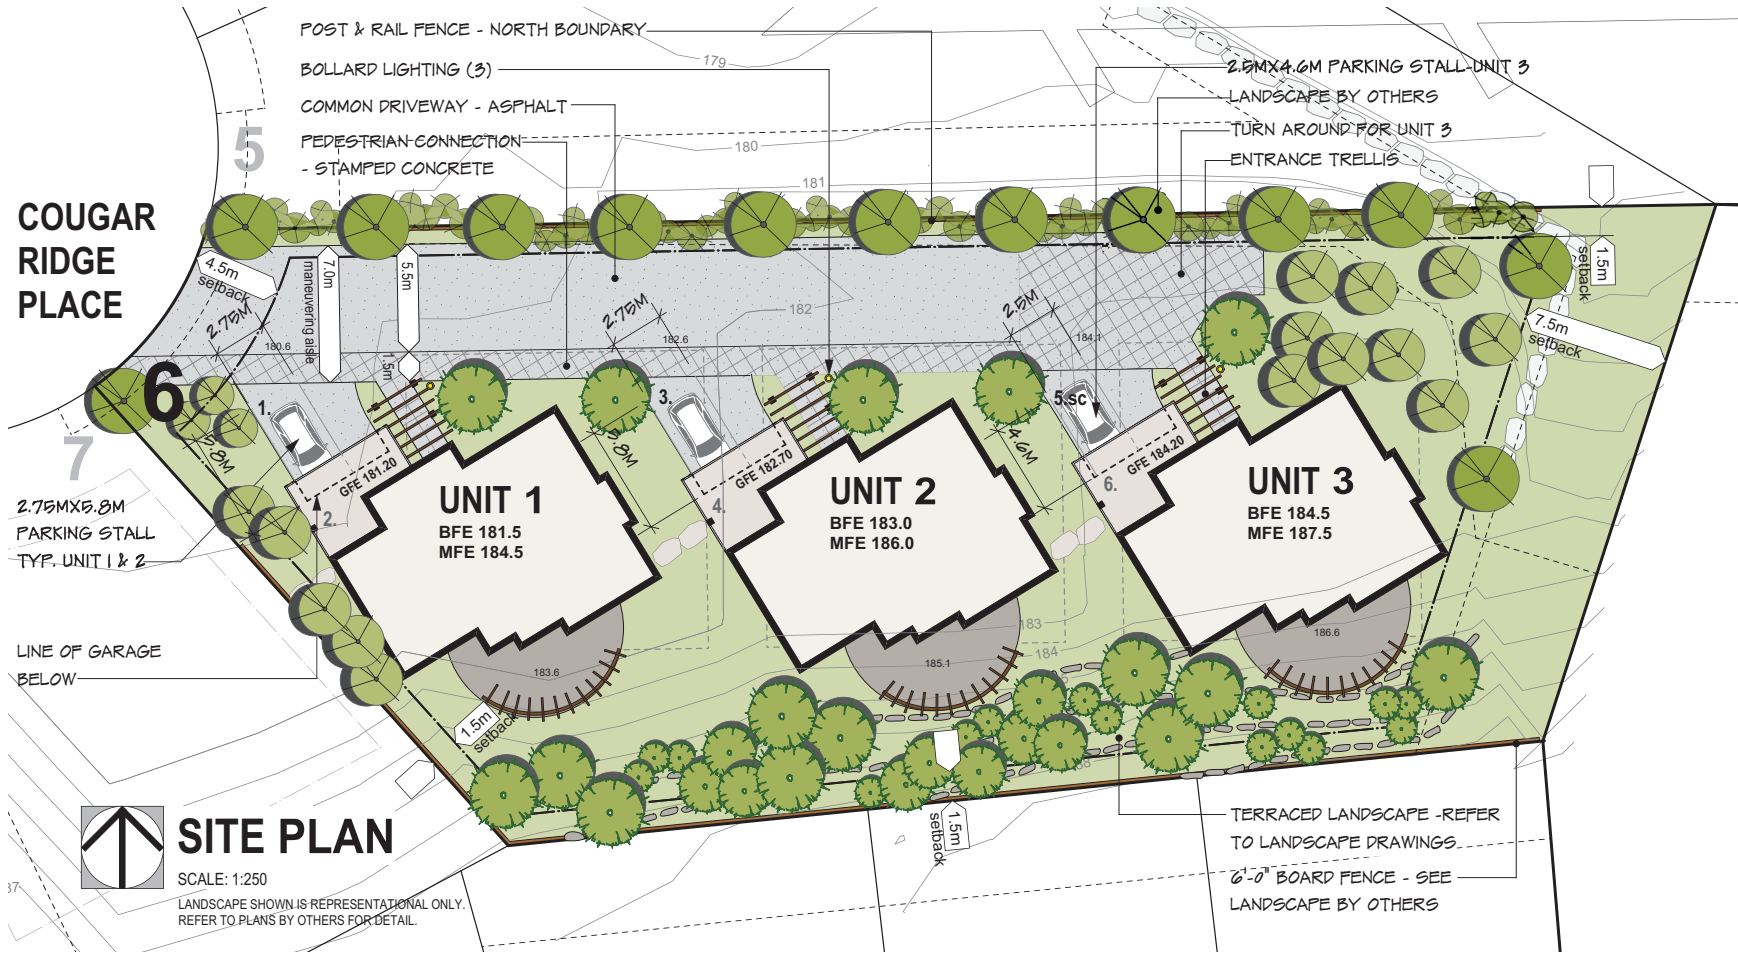 POST & RAIL FENCE - NORTH BOUNDARY
BOLLARD LIGHTING (3)
COMMON DRIVEWAY - ASPHALT
PEDESTRIAN CONNECTION
- STAMPED CONCRETE
179
180
181
2.5MX4.6M PARKING STALL-UNIT 3
LANDSCAPE BY OTHERS
TURN AROUND FOR UNIT 3
ENTRANCE TRELLIS
5
COUGAR
RIDGE
PLACE
4.5m
setback
7.0m
maneuvering aisle
5.5m
1.5m
2.75M
180.6
2.75M
182.6
182
2.5M
184.1
1.5m
setback
7.5m
setback
6
7
1.
5.8M
GFE 181.20
2.
UNIT 1
BFE 181.5
MFE 184.5
3.
5.8M
GFE 182.70
4.
UNIT 2
BFE 183.0
MFE 186.0
5.sc
4.6M
GFE 184.20
6.
UNIT 3
BFE 184.5
MFE 187.5
2.75MX5.8M
PARKING STALL
TYP. UNIT 1 & 2
LINE OF GARAGE
BELOW
183.6
185.1
186.6
183
184
1.5m
setback
1.5m
setback
SITE PLAN
SCALE: 1:250
LANDSCAPE SHOWN IS REPRESENTATIONAL ONLY.
REFER TO PLANS BY OTHERS FOR DETAIL.
TERRACED LANDSCAPE -REFER
TO LANDSCAPE DRAWINGS
6'-0" BOARD FENCE - SEE
LANDSCAPE BY OTHERS